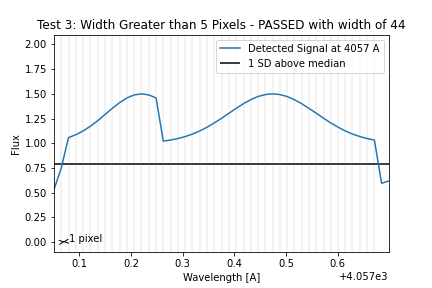 Test 3: Width Greater than 5 Pixels - PASSED with width of 44
Detected Signal at 4057 A
1 SD above median
2.00
1.75
1.50
1.25
1.00
0.75
0.50
0.25
0.00
Flux
1 pixel
0.1 0.2 0.3 0.4 0.5 0.6
Wavelength [A]
+4.057e3